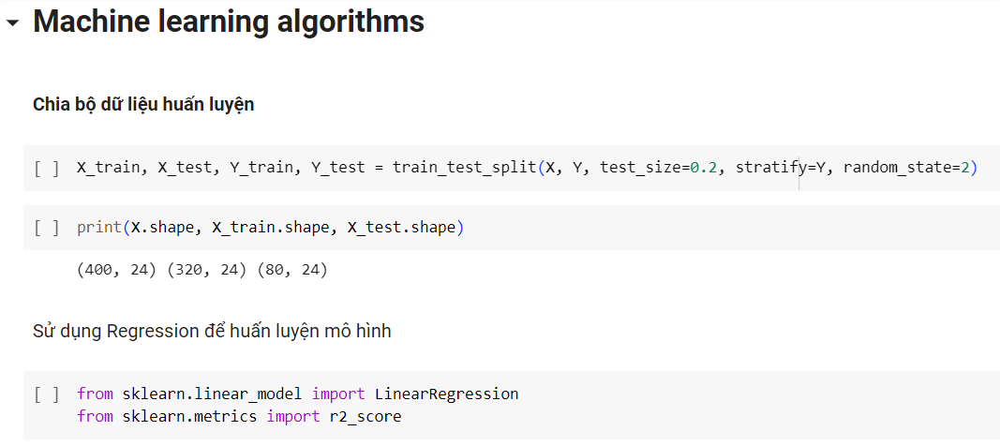 Machine learning algorithms
Chia bộ dữ liệu huấn luyện
[ ] X_train, X_test, Y_train, Y_test = train_test_split(X, Y, test_size=0.2, stratify=Y, random_state=2)
[ ] print(X.shape, X_train.shape, X_test.shape)
(400, 24) (320, 24) (80, 24)
Sử dụng Regression để huấn luyện mô hình
[ ] from sklearn.linear_model import LinearRegression
from sklearn.metrics import r2_score